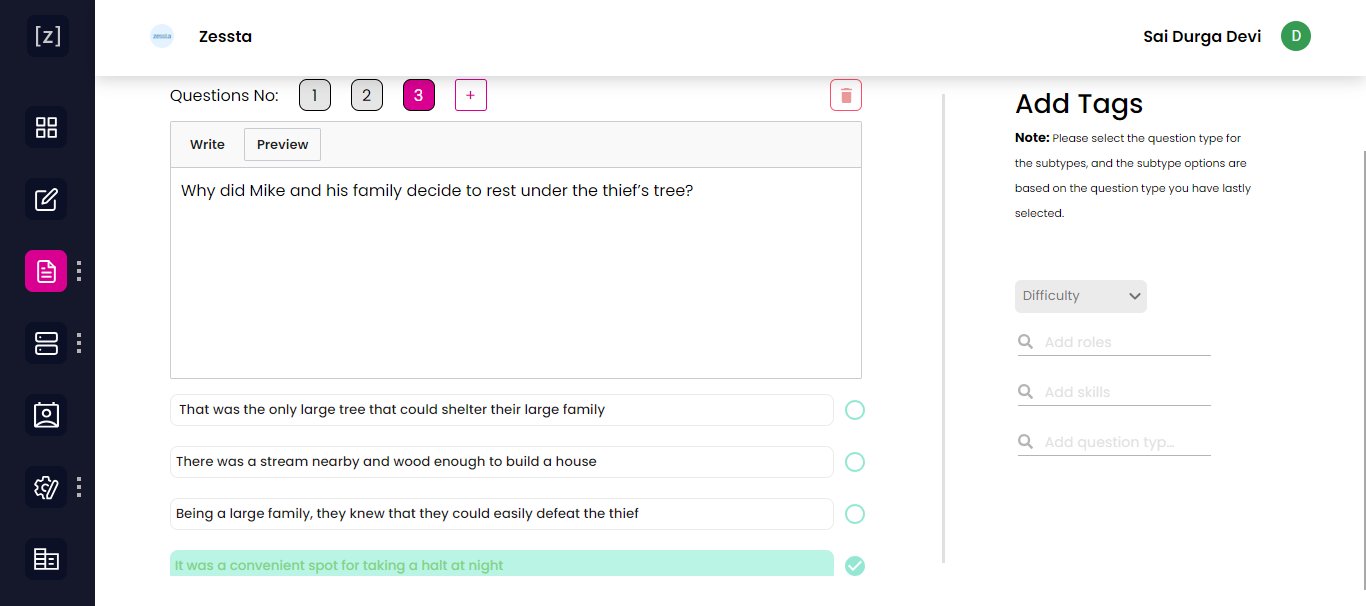 [z]
zessta
Zessta
Sai Durga Devi
D
Questions No:
1
2
3
+
Write
Preview
Why did Mike and his family decide to rest under the thief’s tree?
That was the only large tree that could shelter their large family
There was a stream nearby and wood enough to build a house
Being a large family, they knew that they could easily defeat the thief
It was a convenient spot for taking a halt at night
Add Tags
Note: Please select the question type for
the subtypes, and the subtype options are
based on the question type you have lastly
selected.
Difficulty
Add roles
Add skills
Add question typ...